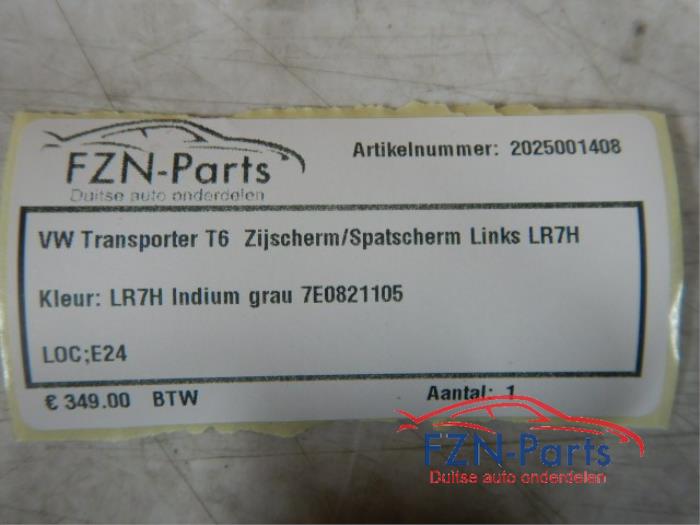 FZN-Parts
Duitse auto onderdelen
Artikelnummer: 2025001408
VW Transporter T6 Zijscherm/Spatscherm Links LR7H
Kleur: LR7H Indium grau 7E0821105
LOC;E24
€ 349.00 BTW
Aantal: 1
FZN-Parts
Duitse auto onderdelen